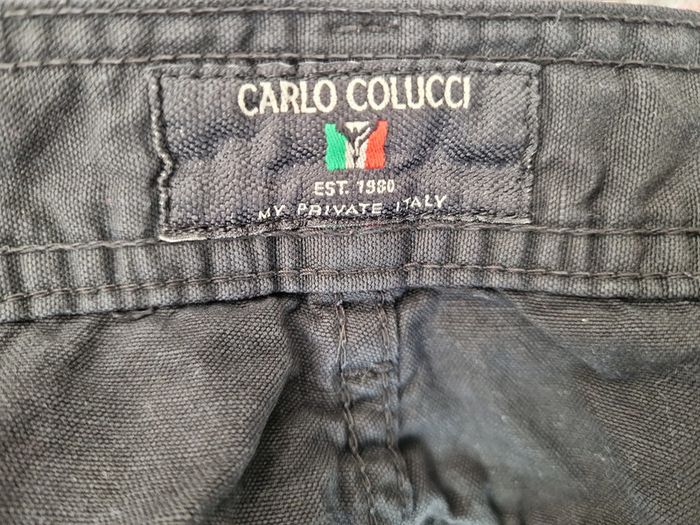 CARLO COLUCCI
EST. 1980
MY PRIVATE ITALY